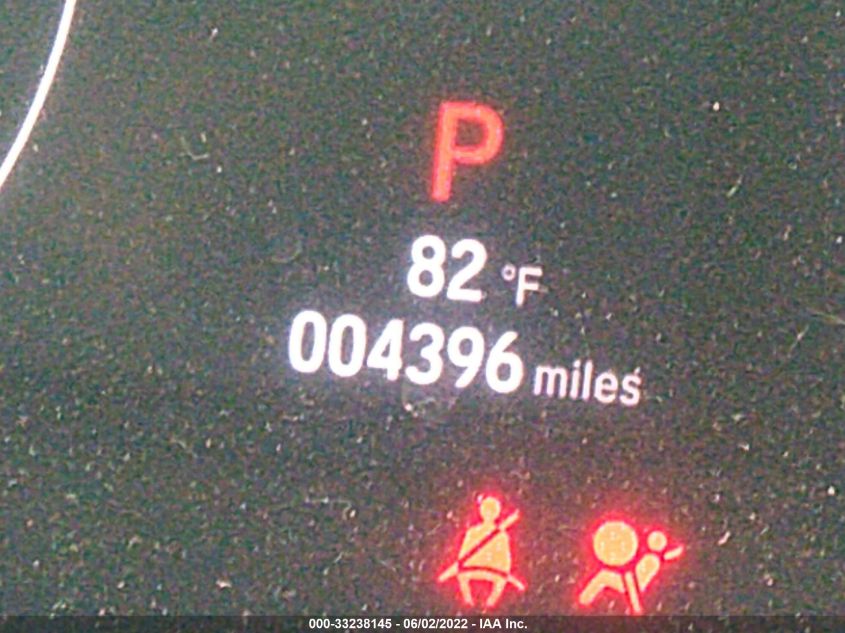 P
82 °F
004396 miles
000-33238145 - 06/02/2022 - IAA Inc.